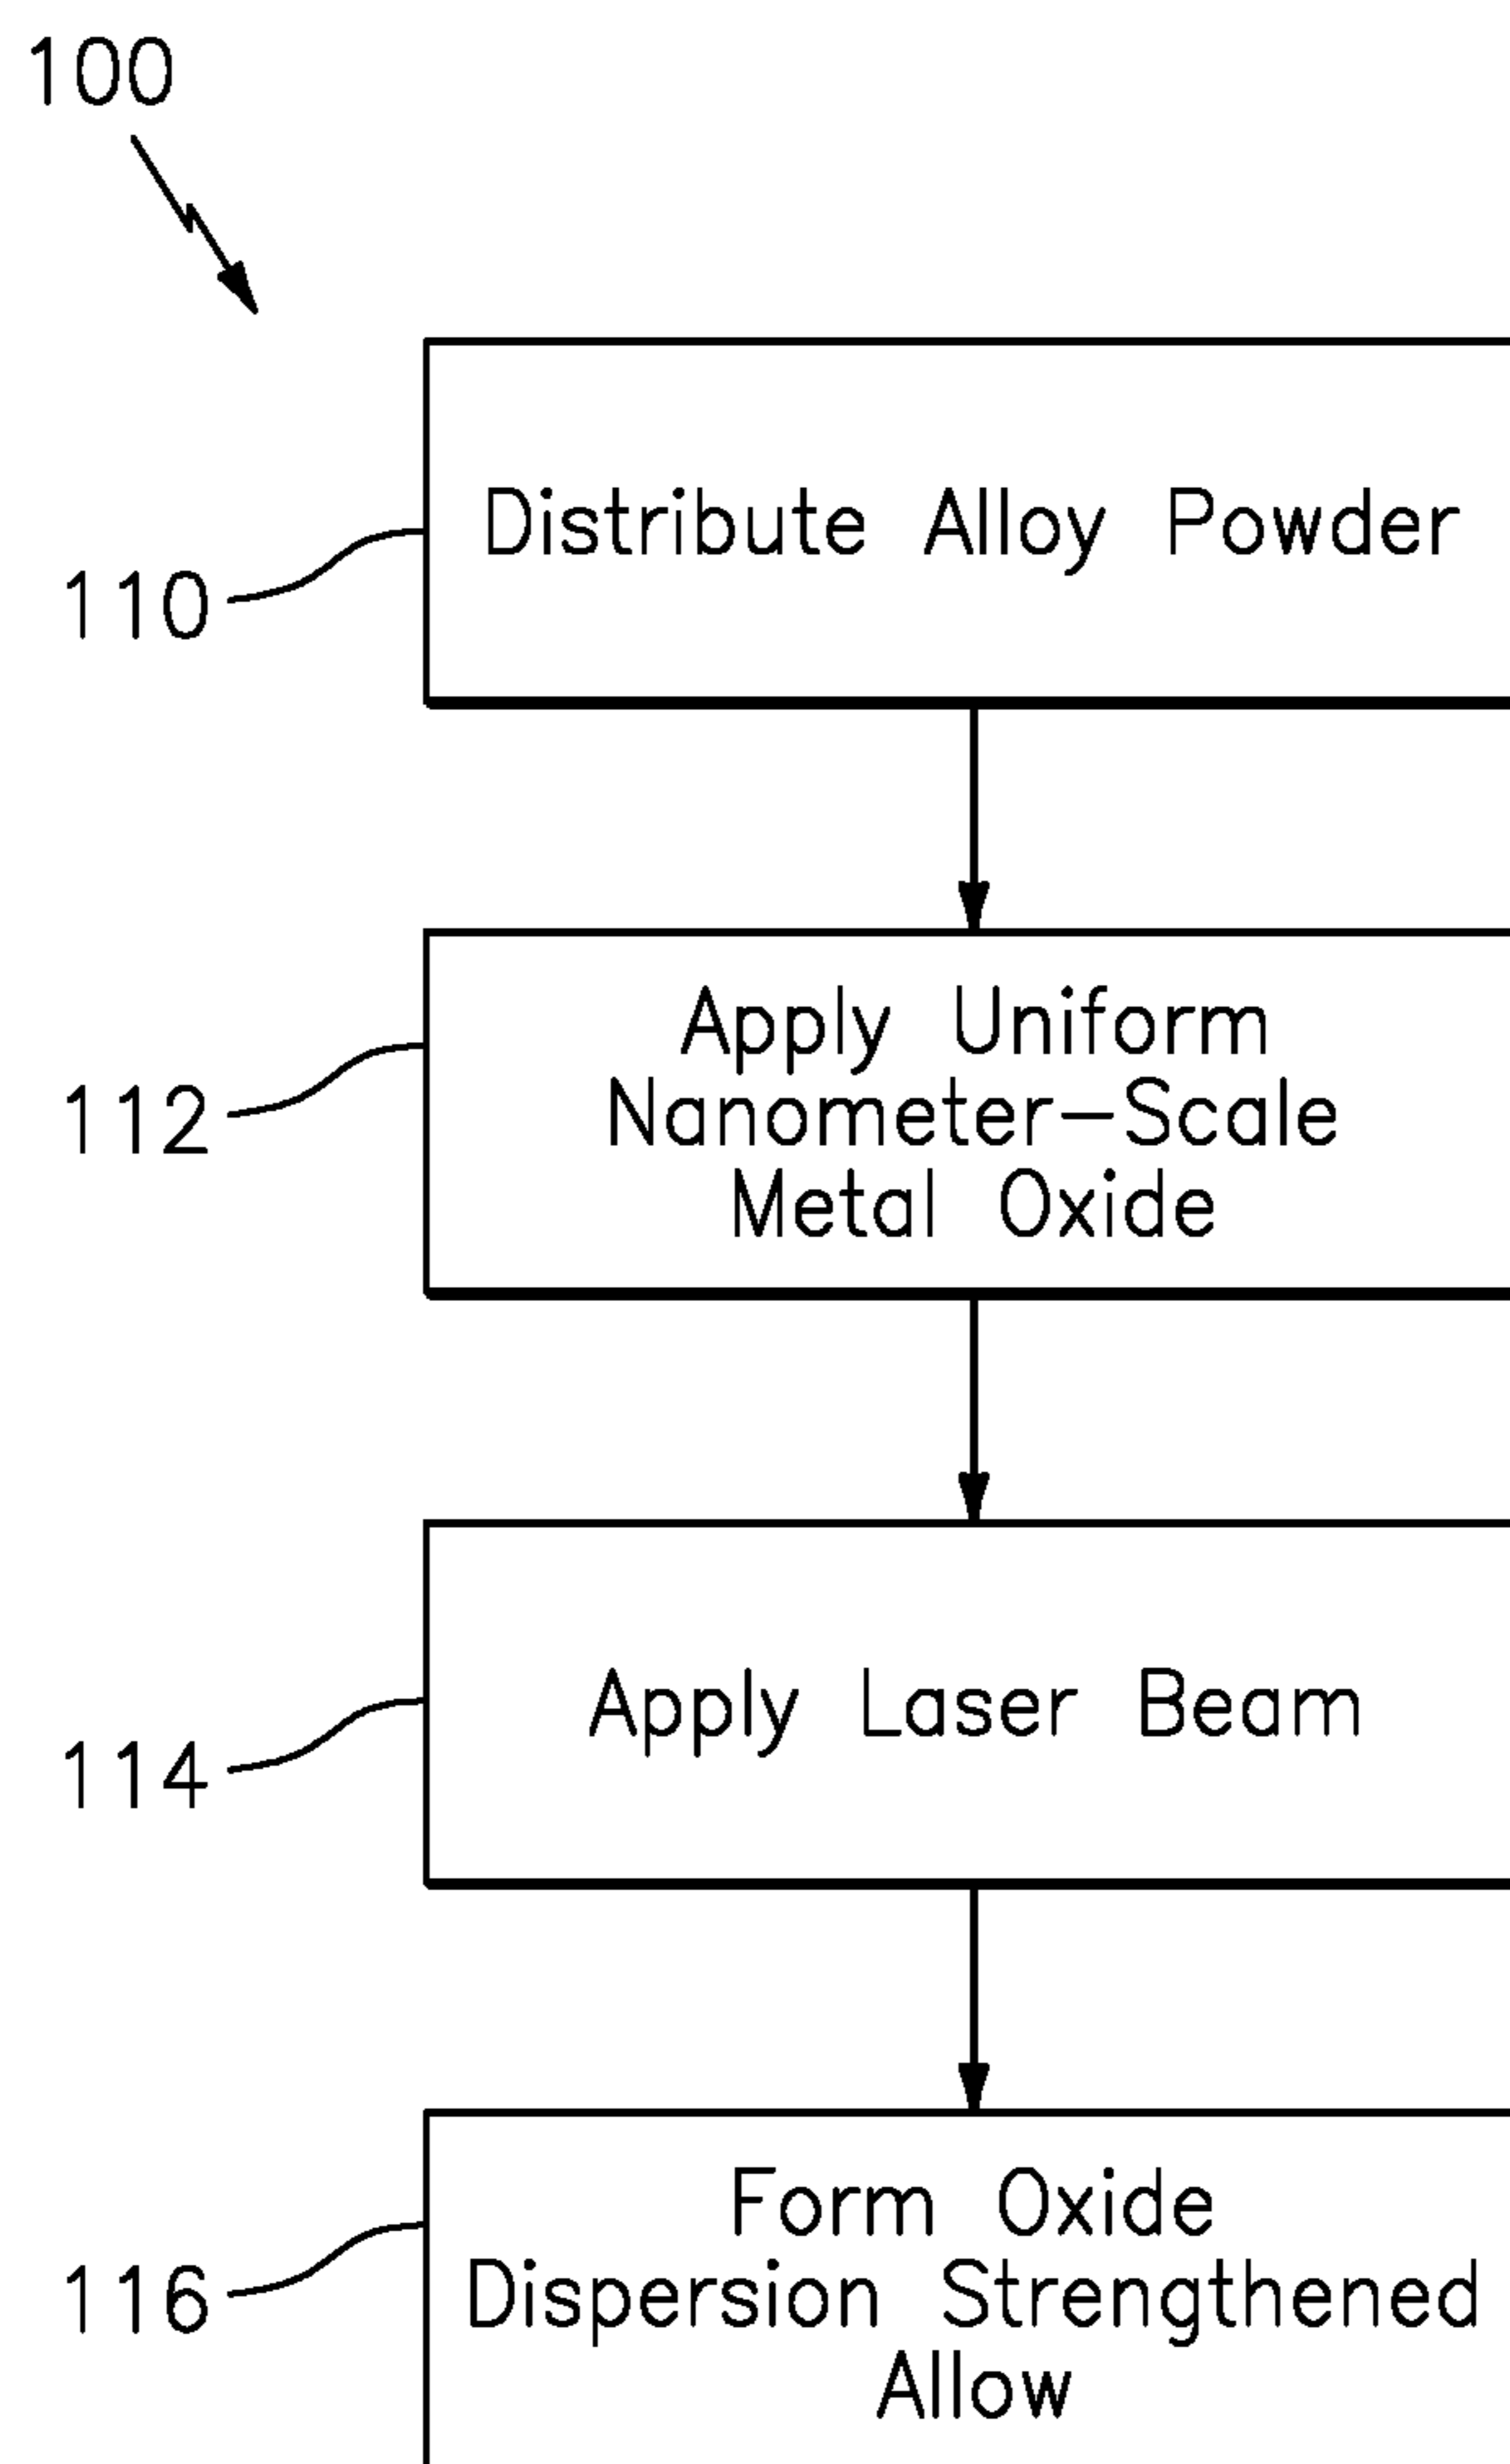 100
110
Distribute Alloy Powder
112
Apply Uniform
Nanometer-Scale
Metal Oxide
114
Apply Laser Beam
116
Form Oxide
Dispersion Strengthened
Allow